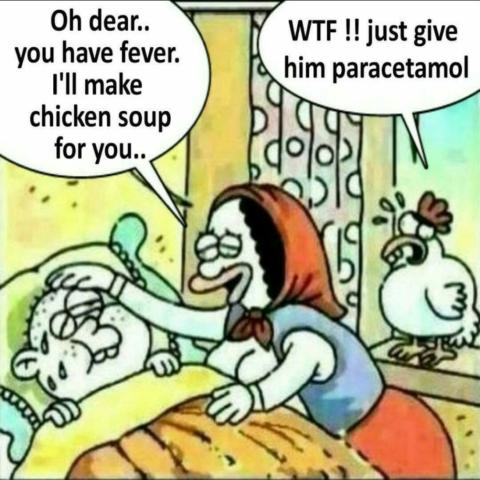 Oh dear..
you have fever.
I'll make
chicken soup
for you..
WTF !! just give
him paracetamol